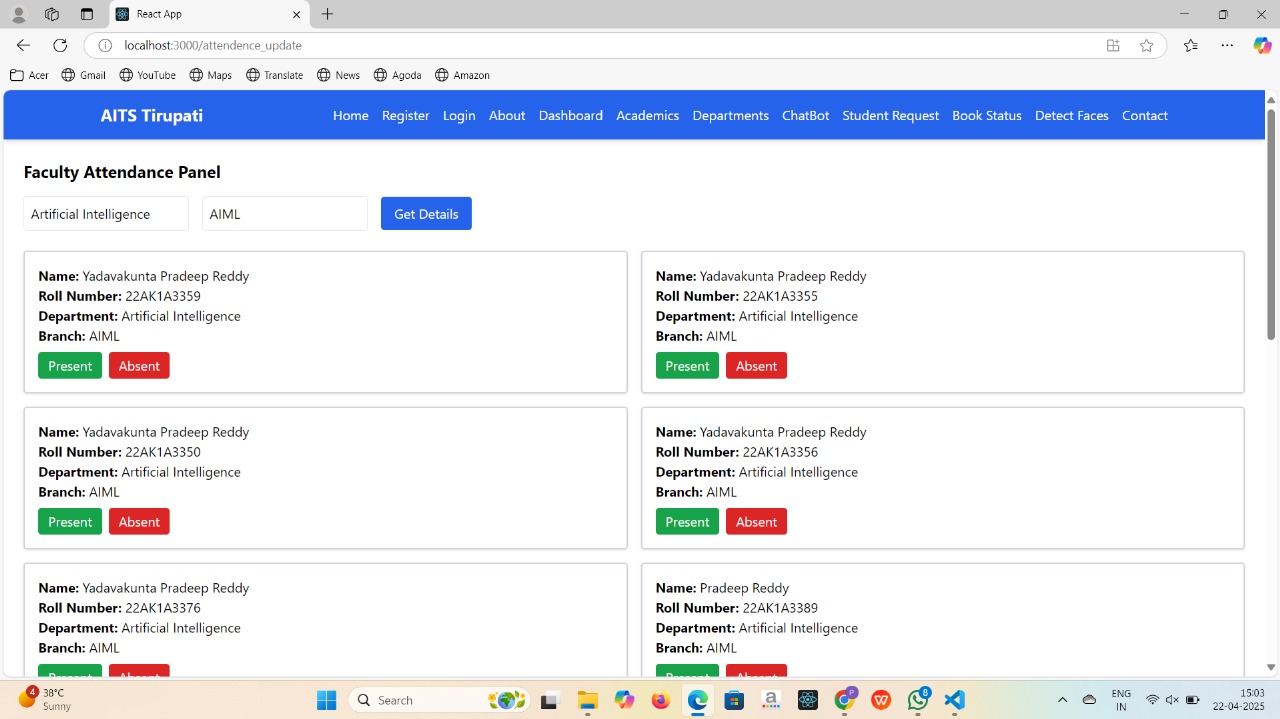 React App
localhost:3000/attendence_update
Acer Gmail YouTube Maps Translate News Agoda Amazon
AITS Tirupati Home Register Login About Dashboard Academics Departments ChatBot Student Request Book Status Detect Faces Contact
Faculty Attendance Panel
Artificial Intelligence AIML Get Details
Name: Yadavakunta Pradeep Reddy
Roll Number: 22AK1A3359
Department: Artificial Intelligence
Branch: AIML
Present Absent
Name: Yadavakunta Pradeep Reddy
Roll Number: 22AK1A3355
Department: Artificial Intelligence
Branch: AIML
Present Absent
Name: Yadavakunta Pradeep Reddy
Roll Number: 22AK1A3350
Department: Artificial Intelligence
Branch: AIML
Present Absent
Name: Yadavakunta Pradeep Reddy
Roll Number: 22AK1A3356
Department: Artificial Intelligence
Branch: AIML
Present Absent
Name: Yadavakunta Pradeep Reddy
Roll Number: 22AK1A3376
Department: Artificial Intelligence
Branch: AIML
Present Absent
Name: Pradeep Reddy
Roll Number: 22AK1A3389
Department: Artificial Intelligence
Branch: AIML
Present Absent
4 38°C
Sunny
Search
a
P
W
8
ENG
IN
15:03
22-04-2025